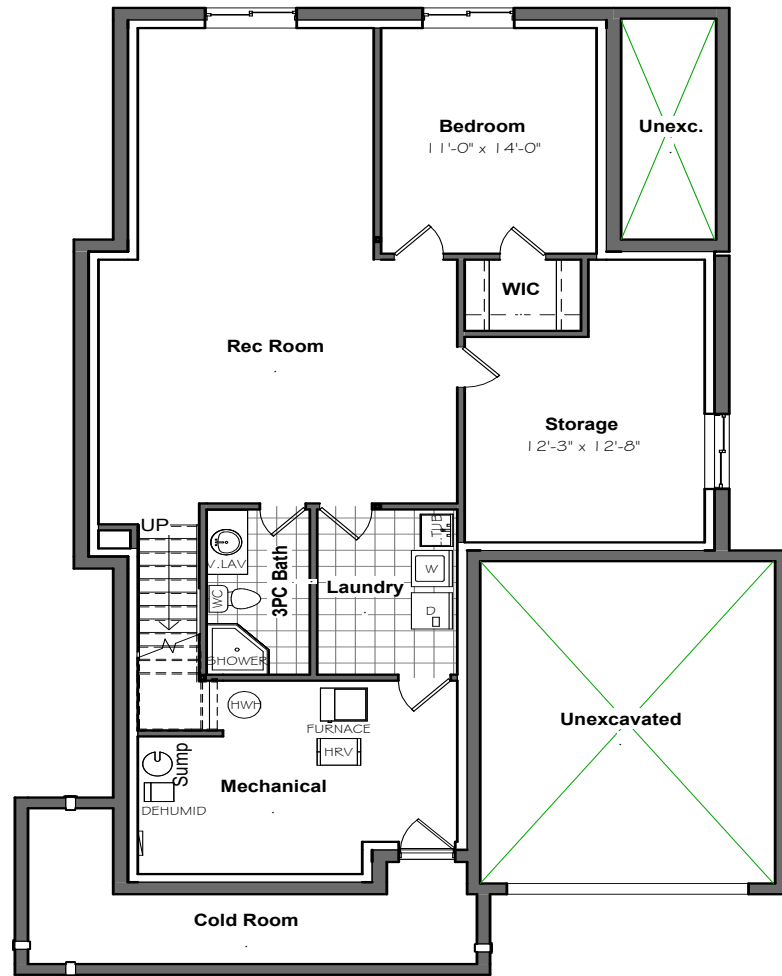 Bedroom
11'-0" x 14'-0"
Unexc.
WIC
Rec Room
Storage
12'-3" x 12'-8"
UP
V.LAV
WC
SHOWER
3PC Bath
Laundry
TUB
W
D
HWH
FURNACE
HRV
Sump
DEHUMID
Mechanical
Unexcavated
Cold Room